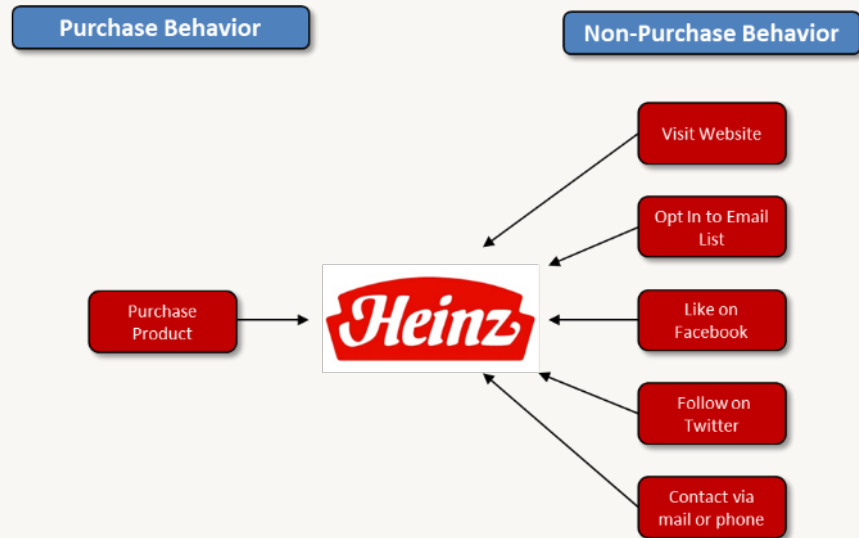 Purchase Behavior
Non-Purchase Behavior
Visit Website
Opt In to Email
List
Purchase
Product
Heinz
Like on
Facebook
Follow on
Twitter
Contact via
mail or phone